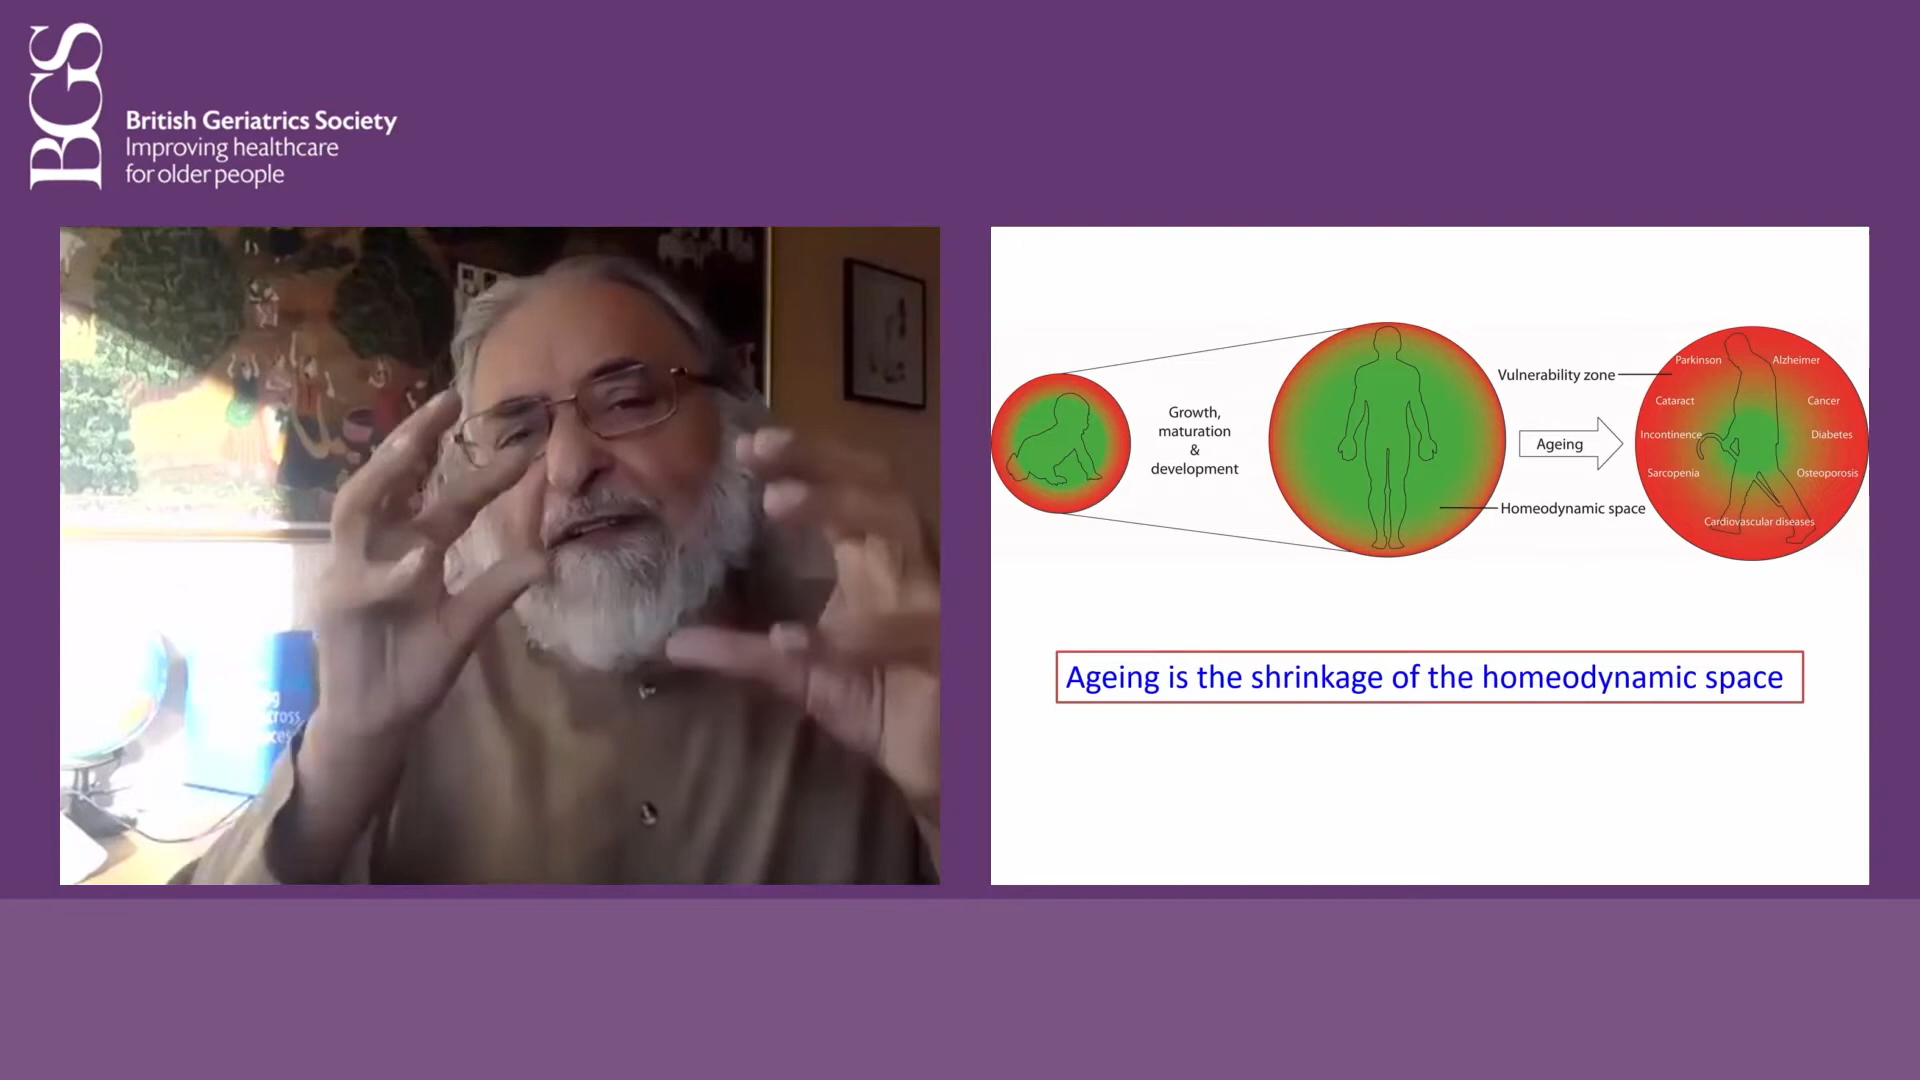 BGS
British Geriatrics Society
Improving healthcare
for older people
Growth,
maturation
&
development
Vulnerability zone
Ageing
Homeodynamic space
Parkinson
Alzheimer
Cataract
Cancer
Incontinence
Diabetes
Sarcopenia
Osteoporosis
Cardiovascular diseases
Ageing is the shrinkage of the homeodynamic space